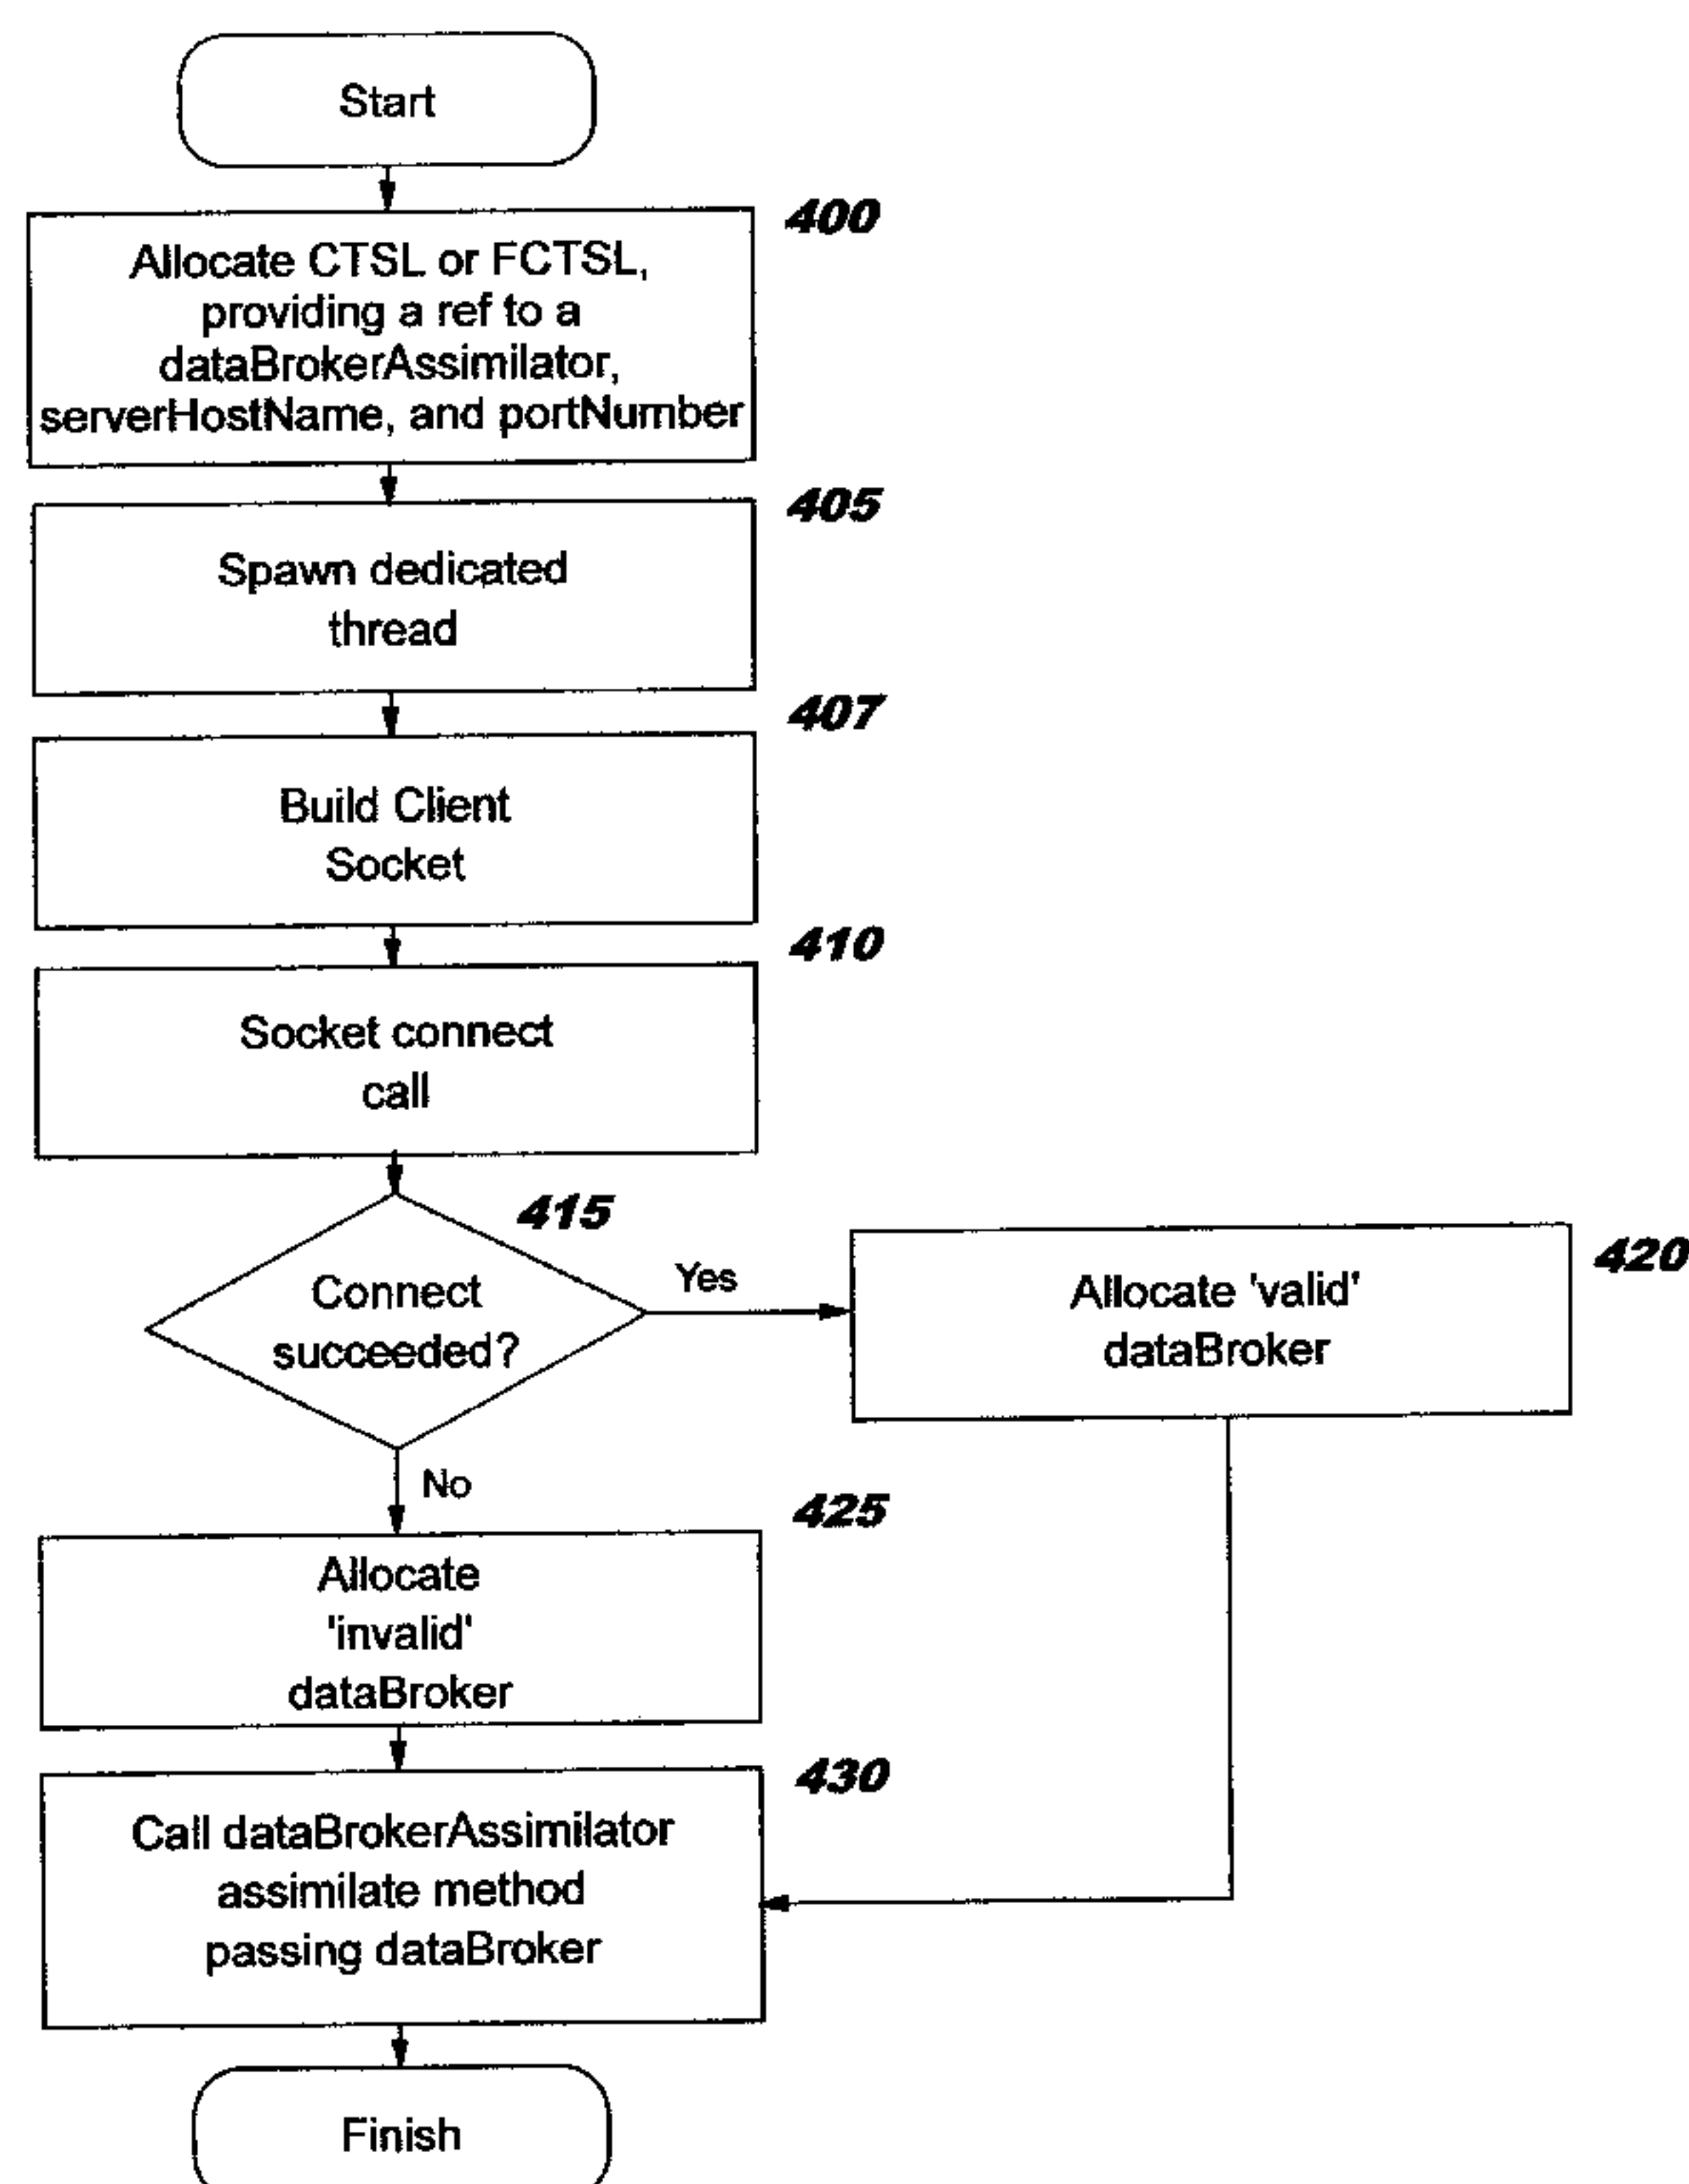 Start
400
Allocate CTSL or FCTSL,
providing a ref to a
dataBrokerAssimilator,
serverHostName, and portNumber
405
Spawn dedicated
thread
407
Build Client
Socket
410
Socket connect
call
415
Connect
succeeded?
Yes
420
Allocate 'valid'
dataBroker
No
425
Allocate
'invalid'
dataBroker
430
Call dataBrokerAssimilator
assimilate method
passing dataBroker
Finish